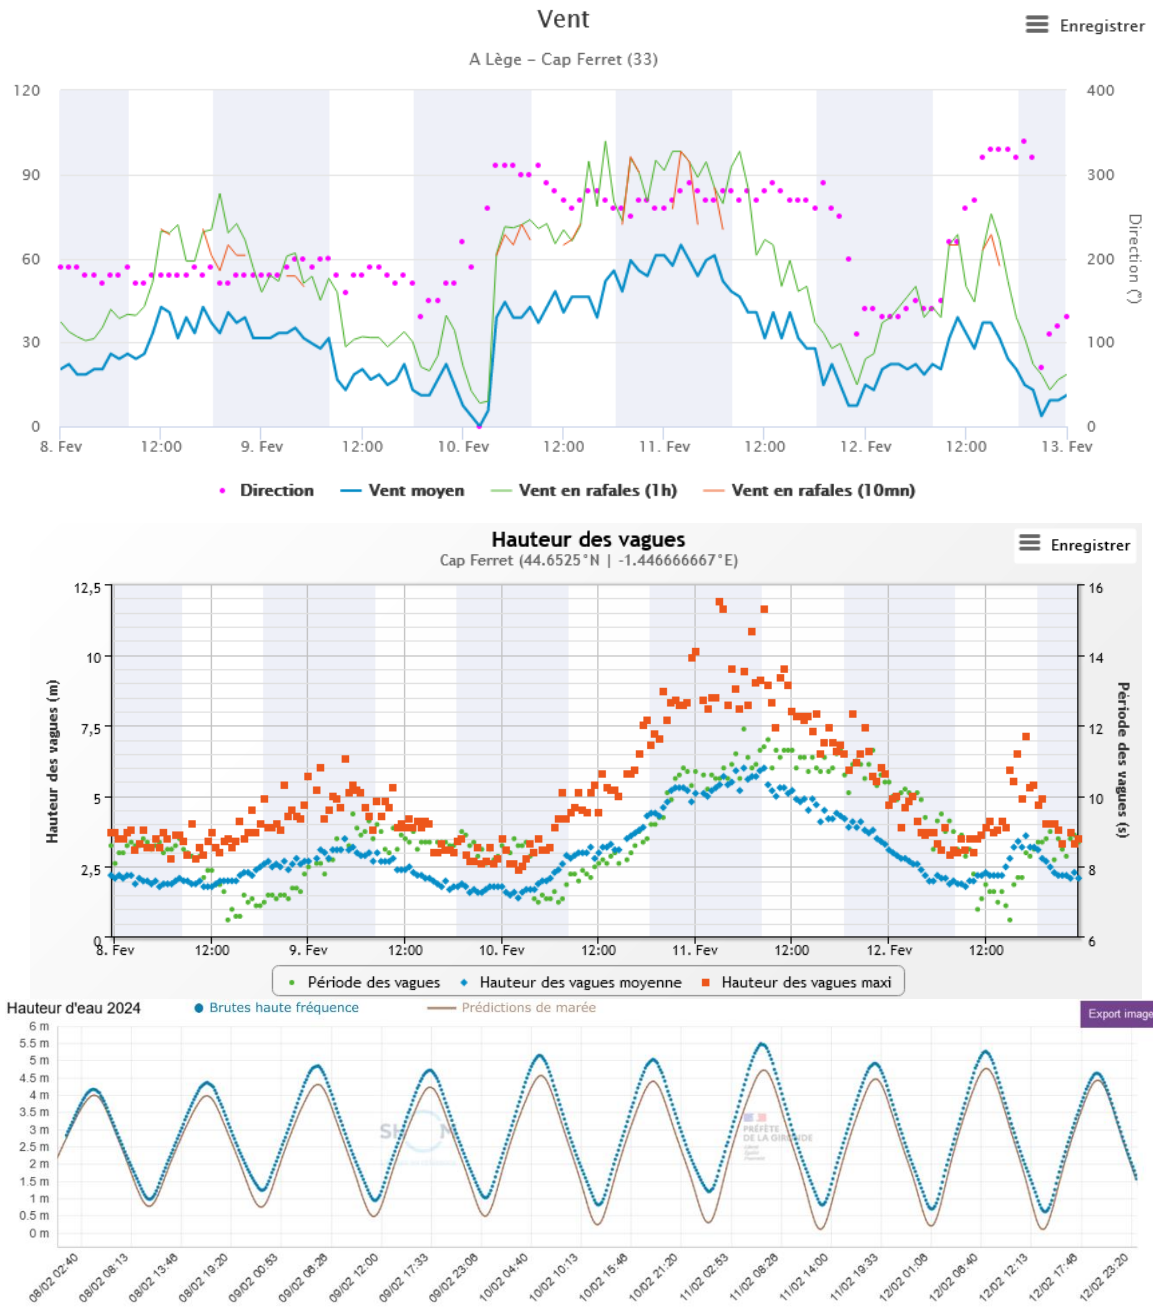 Vent
Enregistrer
A Lège – Cap Ferret (33)
120 400
90 300
60 200
30 100
0 0
Direction (°)
8. Fev 12:00 9. Fev 12:00 10. Fev 12:00 11. Fev 12:00 12. Fev 12:00 13. Fev
Direction Vent moyen Vent en rafales (1h) Vent en rafales (10mn)
Hauteur des vagues
Cap Ferret (44.6525°N | -1.446666667°E)
Enregistrer
12,5 16
10 14
7,5 12
5 10
2,5 8
0 6
Hauteur des vagues (m)
Période des vagues (s)
8. Fev 12:00 9. Fev 12:00 10. Fev 12:00 11. Fev 12:00 12. Fev 12:00
Période des vagues Hauteur des vagues moyenne Hauteur des vagues maxi
Hauteur d'eau 2024 Brutes haute fréquence Prédictions de marée
Export image
6 m
5.5 m
5 m
4.5 m
4 m
3.5 m
3 m
2.5 m
2 m
1.5 m
1 m
0.5 m
0 m
PRÉFÈTE
DE LA GIRONDE
08/02 02:40 08/02 08:13 08/02 13:46 08/02 19:20 09/02 00:53 09/02 06:26 09/02 12:00 09/02 17:33 09/02 23:06 10/02 04:40 10/02 10:13 10/02 15:46 10/02 21:20 11/02 02:53 11/02 08:26 11/02 14:00 11/02 19:33 12/02 01:06 12/02 06:40 12/02 12:13 12/02 17:46 12/02 23:20